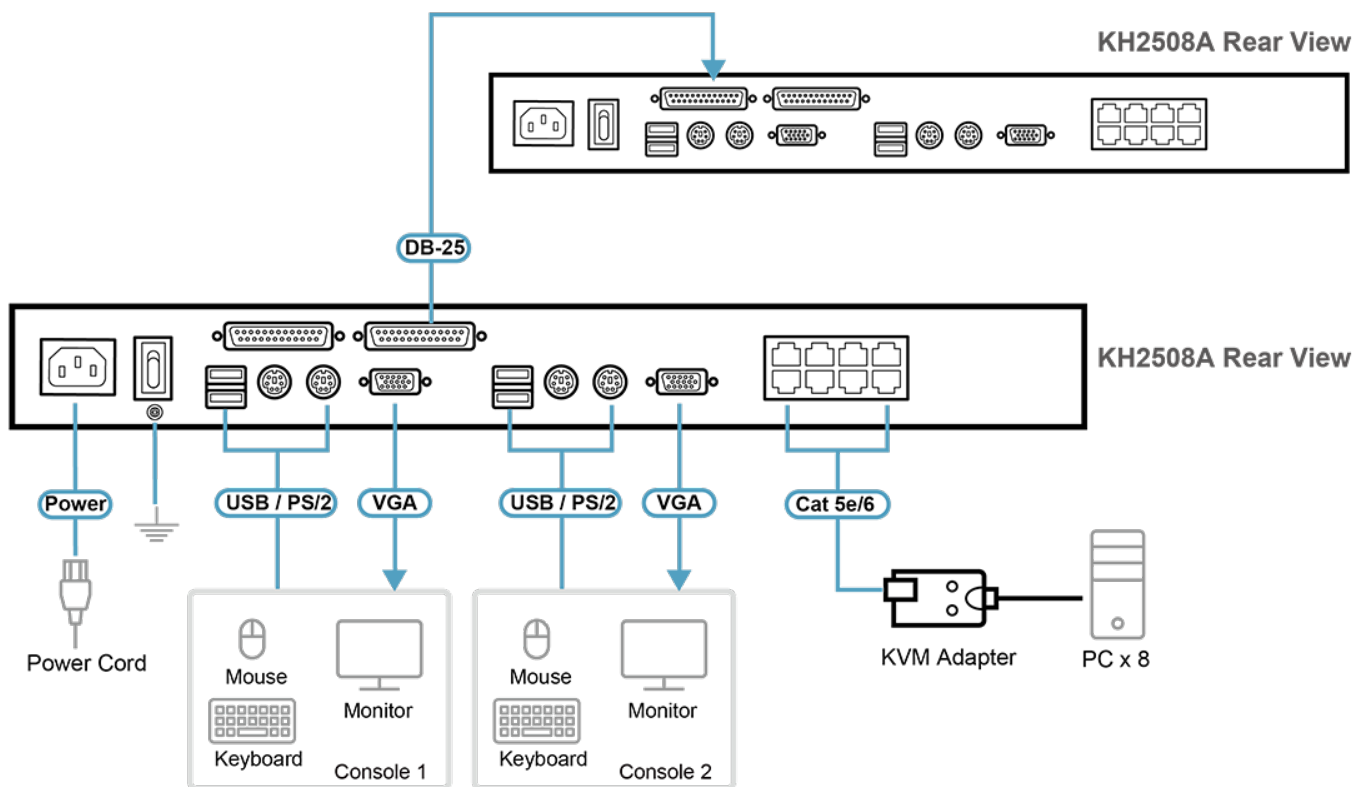 KH2508A Rear View
DB-25
KH2508A Rear View
Power
USB / PS/2
VGA
USB / PS/2
VGA
Cat 5e/6
Power Cord
Mouse
Monitor
Keyboard
Console 1
Mouse
Monitor
Keyboard
Console 2
KVM Adapter
PC x 8